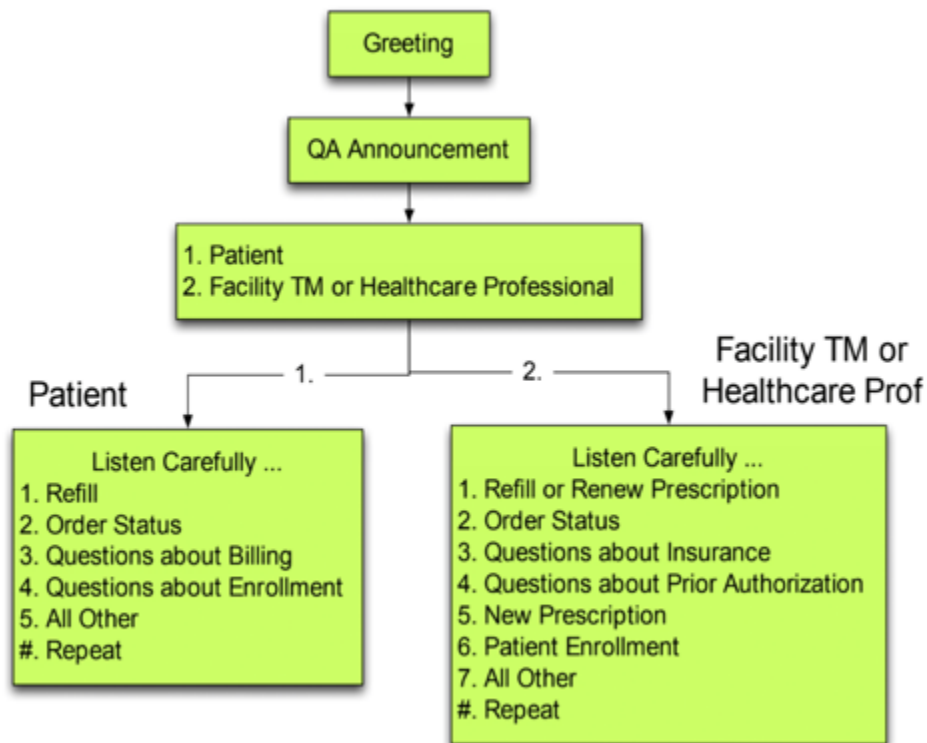 Greeting
QA Announcement
1. Patient
2. Facility TM or Healthcare Professional
1.
2.
Patient
Listen Carefully ...
1. Refill
2. Order Status
3. Questions about Billing
4. Questions about Enrollment
5. All Other
#. Repeat
Facility TM or
Healthcare Prof
Listen Carefully ...
1. Refill or Renew Prescription
2. Order Status
3. Questions about Insurance
4. Questions about Prior Authorization
5. New Prescription
6. Patient Enrollment
7. All Other
#. Repeat